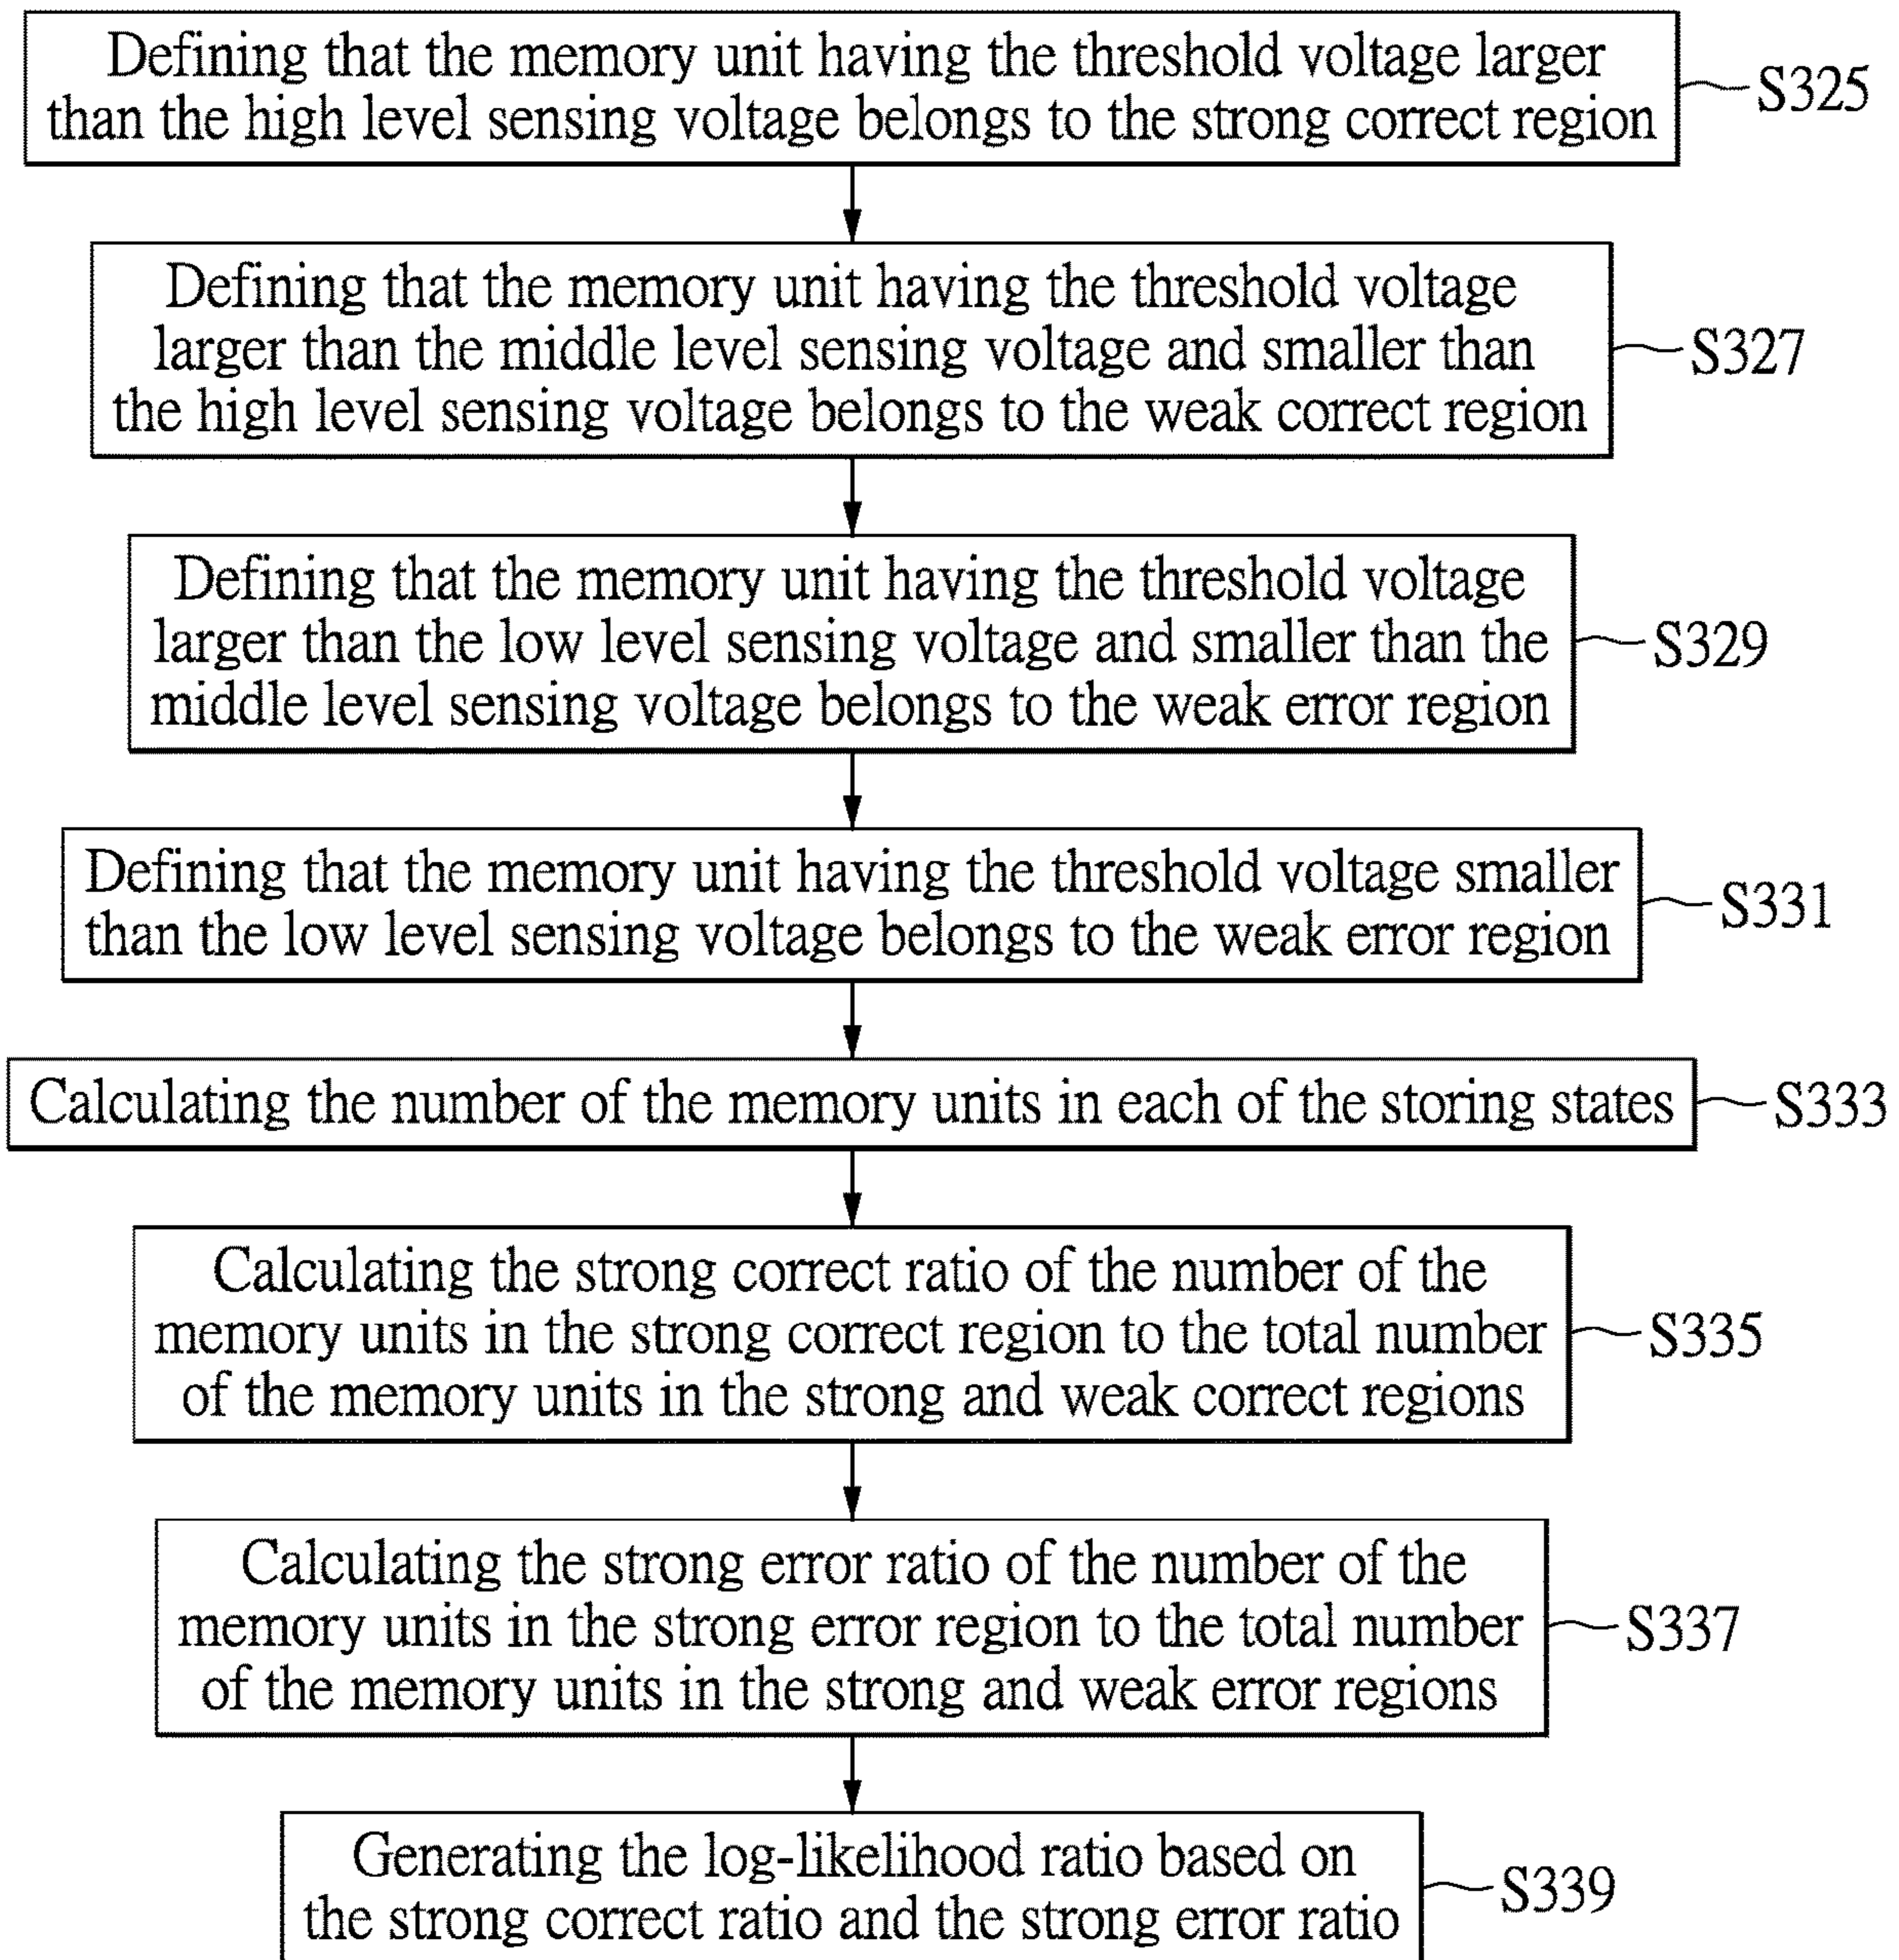 Defining that the memory unit having the threshold voltage larger
than the high level sensing voltage belongs to the strong correct region
S325
Defining that the memory unit having the threshold voltage
larger than the middle level sensing voltage and smaller than
the high level sensing voltage belongs to the weak correct region
S327
Defining that the memory unit having the threshold voltage
larger than the low level sensing voltage and smaller than the
middle level sensing voltage belongs to the weak error region
S329
Defining that the memory unit having the threshold voltage smaller
than the low level sensing voltage belongs to the weak error region
S331
Calculating the number of the memory units in each of the storing states
S333
Calculating the strong correct ratio of the number of the
memory units in the strong correct region to the total number
of the memory units in the strong and weak correct regions
S335
Calculating the strong error ratio of the number of the
memory units in the strong error region to the total number
of the memory units in the strong and weak error regions
S337
Generating the log-likelihood ratio based on
the strong correct ratio and the strong error ratio
S339